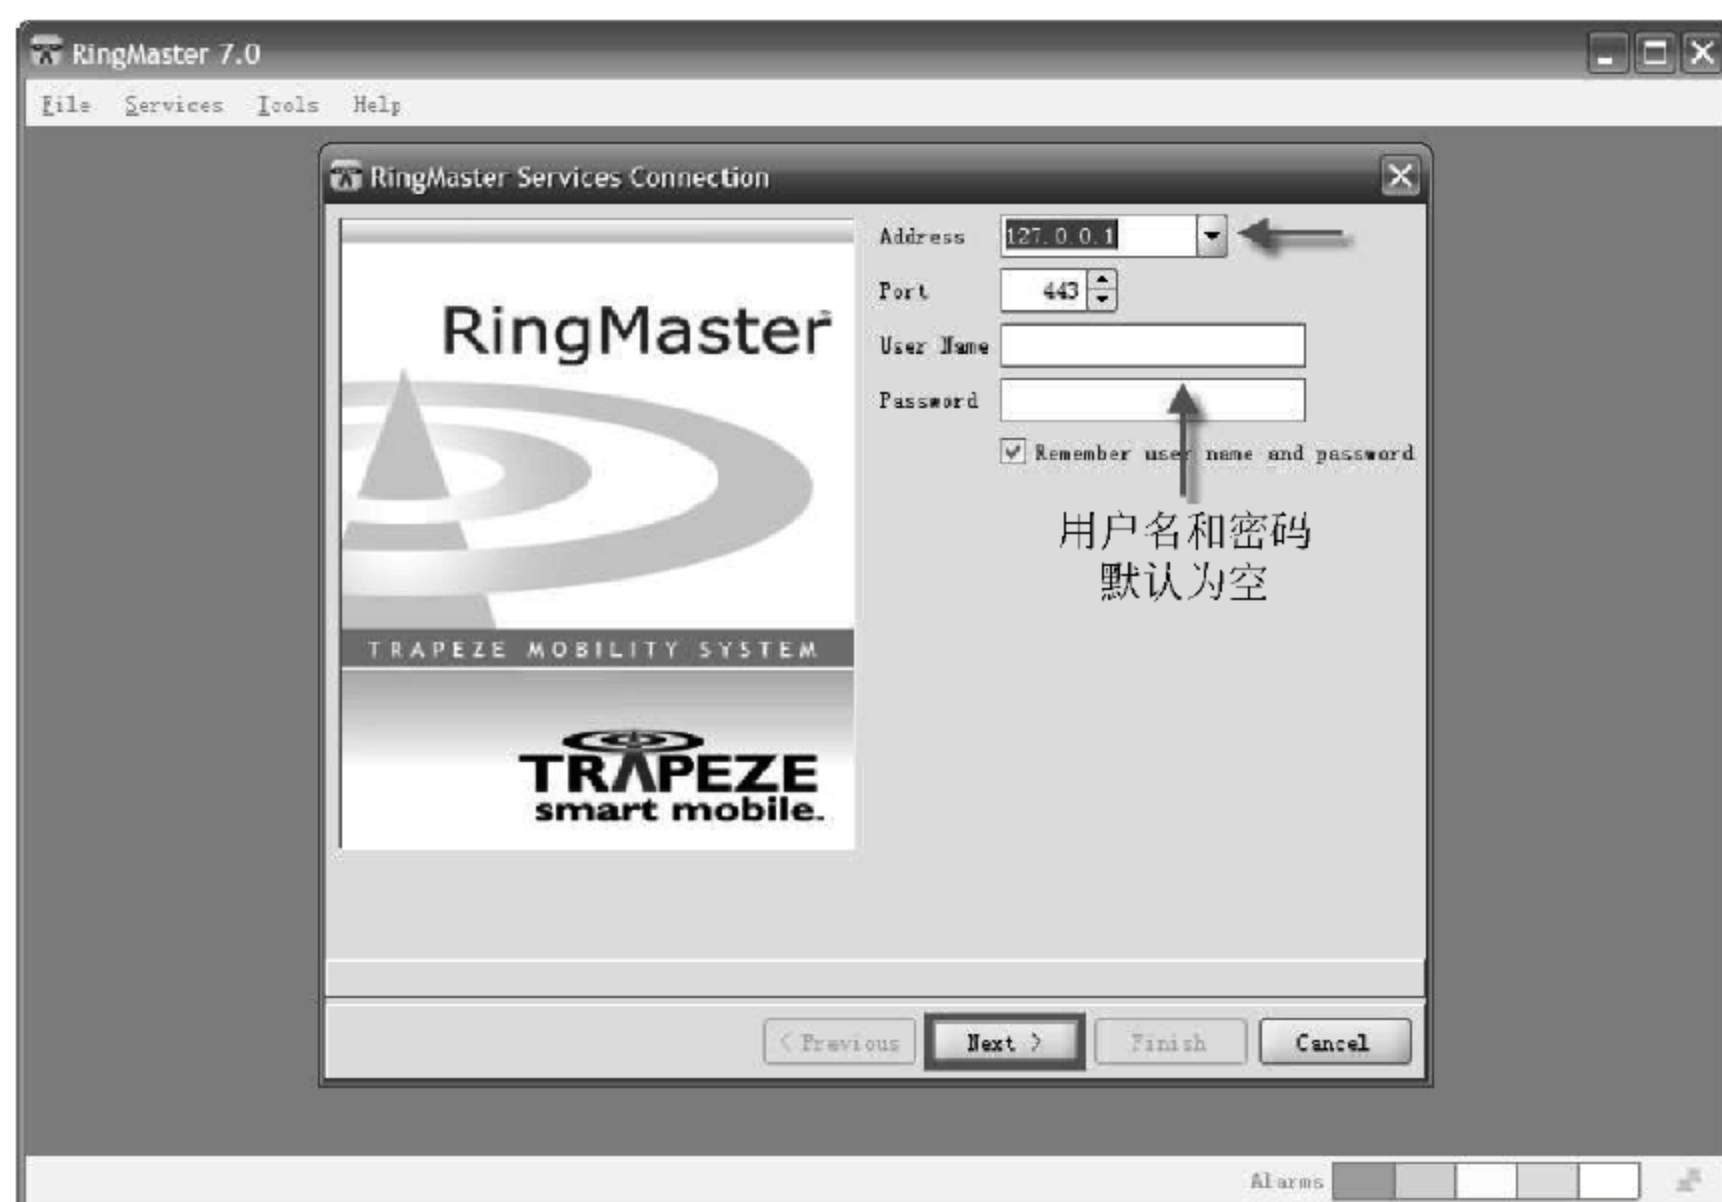 RingMaster 7.0
File Services Tools Help
RingMaster Services Connection
Address 127.0.0.1
Port 443
RingMaster
User Name
Password
Remember user name and password
用户名和密码
默认为空
TRAPEZE MOBILITY SYSTEM
TRAPEZE
smart mobile.
< Previous Next > Finish Cancel
Alarms